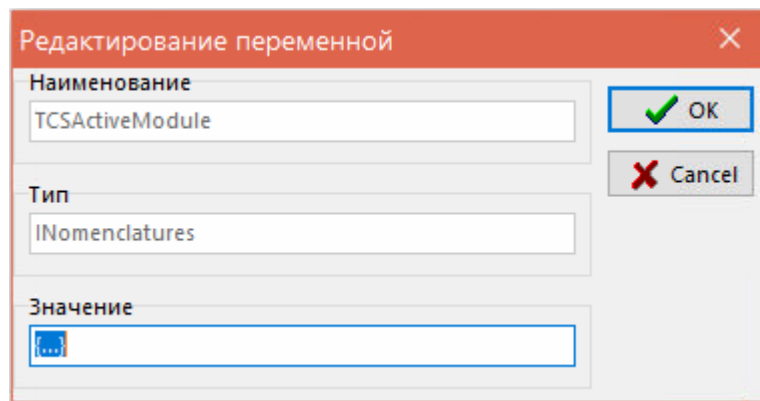 Редактирование переменной
Наименование
TCSActiveModule
OK
Cancel
Тип
INomenclatures
Значение
{...}